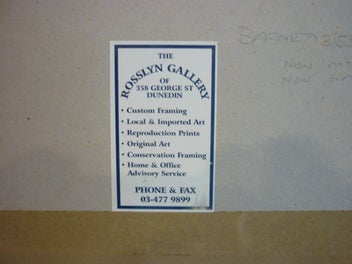 THE
ROSSLYN GALLERY
OF
358 GEORGE ST
DUNEDIN
• Custom Framing
• Local & Imported Art
• Reproduction Prints
• Original Art
• Conservation Framing
• Home & Office
Advisory Service
PHONE & FAX
03-477 9899